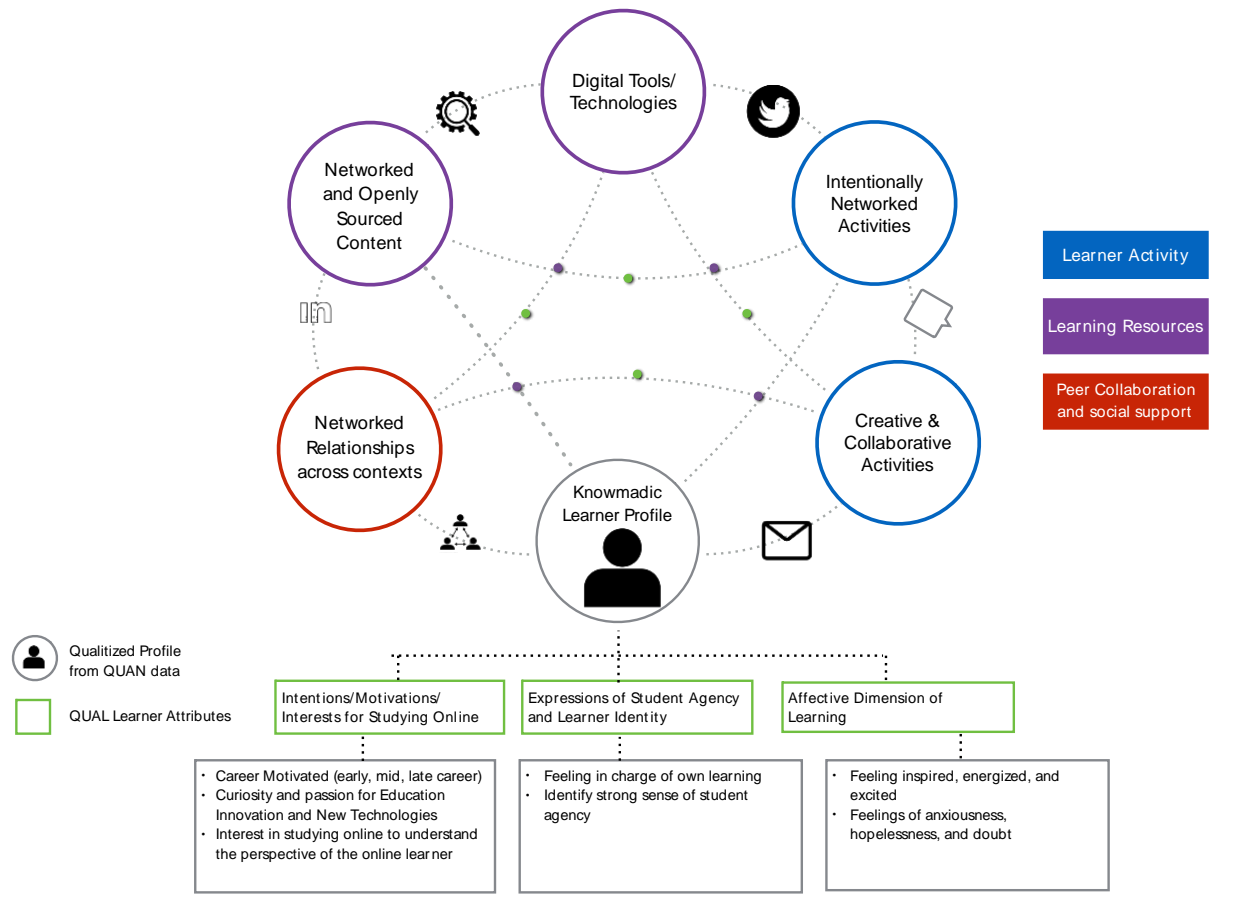 Digital Tools/
Technologies
Networked
and Openly
Sourced
Content
Intentionally
Networked
Activities
Learner Activity
Learning Resources
Peer Collaboration
and social support
in
Networked
Relationships
across contexts
Creative &
Collaborative
Activities
Knowmadic
Learner Profile
Qualitized Profile
from QUAN data
QUAL Learner Attributes
Intentions/Motivations/
Interests for Studying Online
Expressions of Student Agency
and Learner Identity
Affective Dimension of
Learning
• Career Motivated (early, mid, late career)
• Curiosity and passion for Education
Innovation and New Technologies
• Interest in studying online to understand
the perspective of the online learner
• Feeling in charge of own learning
• Identify strong sense of student
agency
• Feeling inspired, energized, and
excited
• Feelings of anxiousness,
hopelessness, and doubt